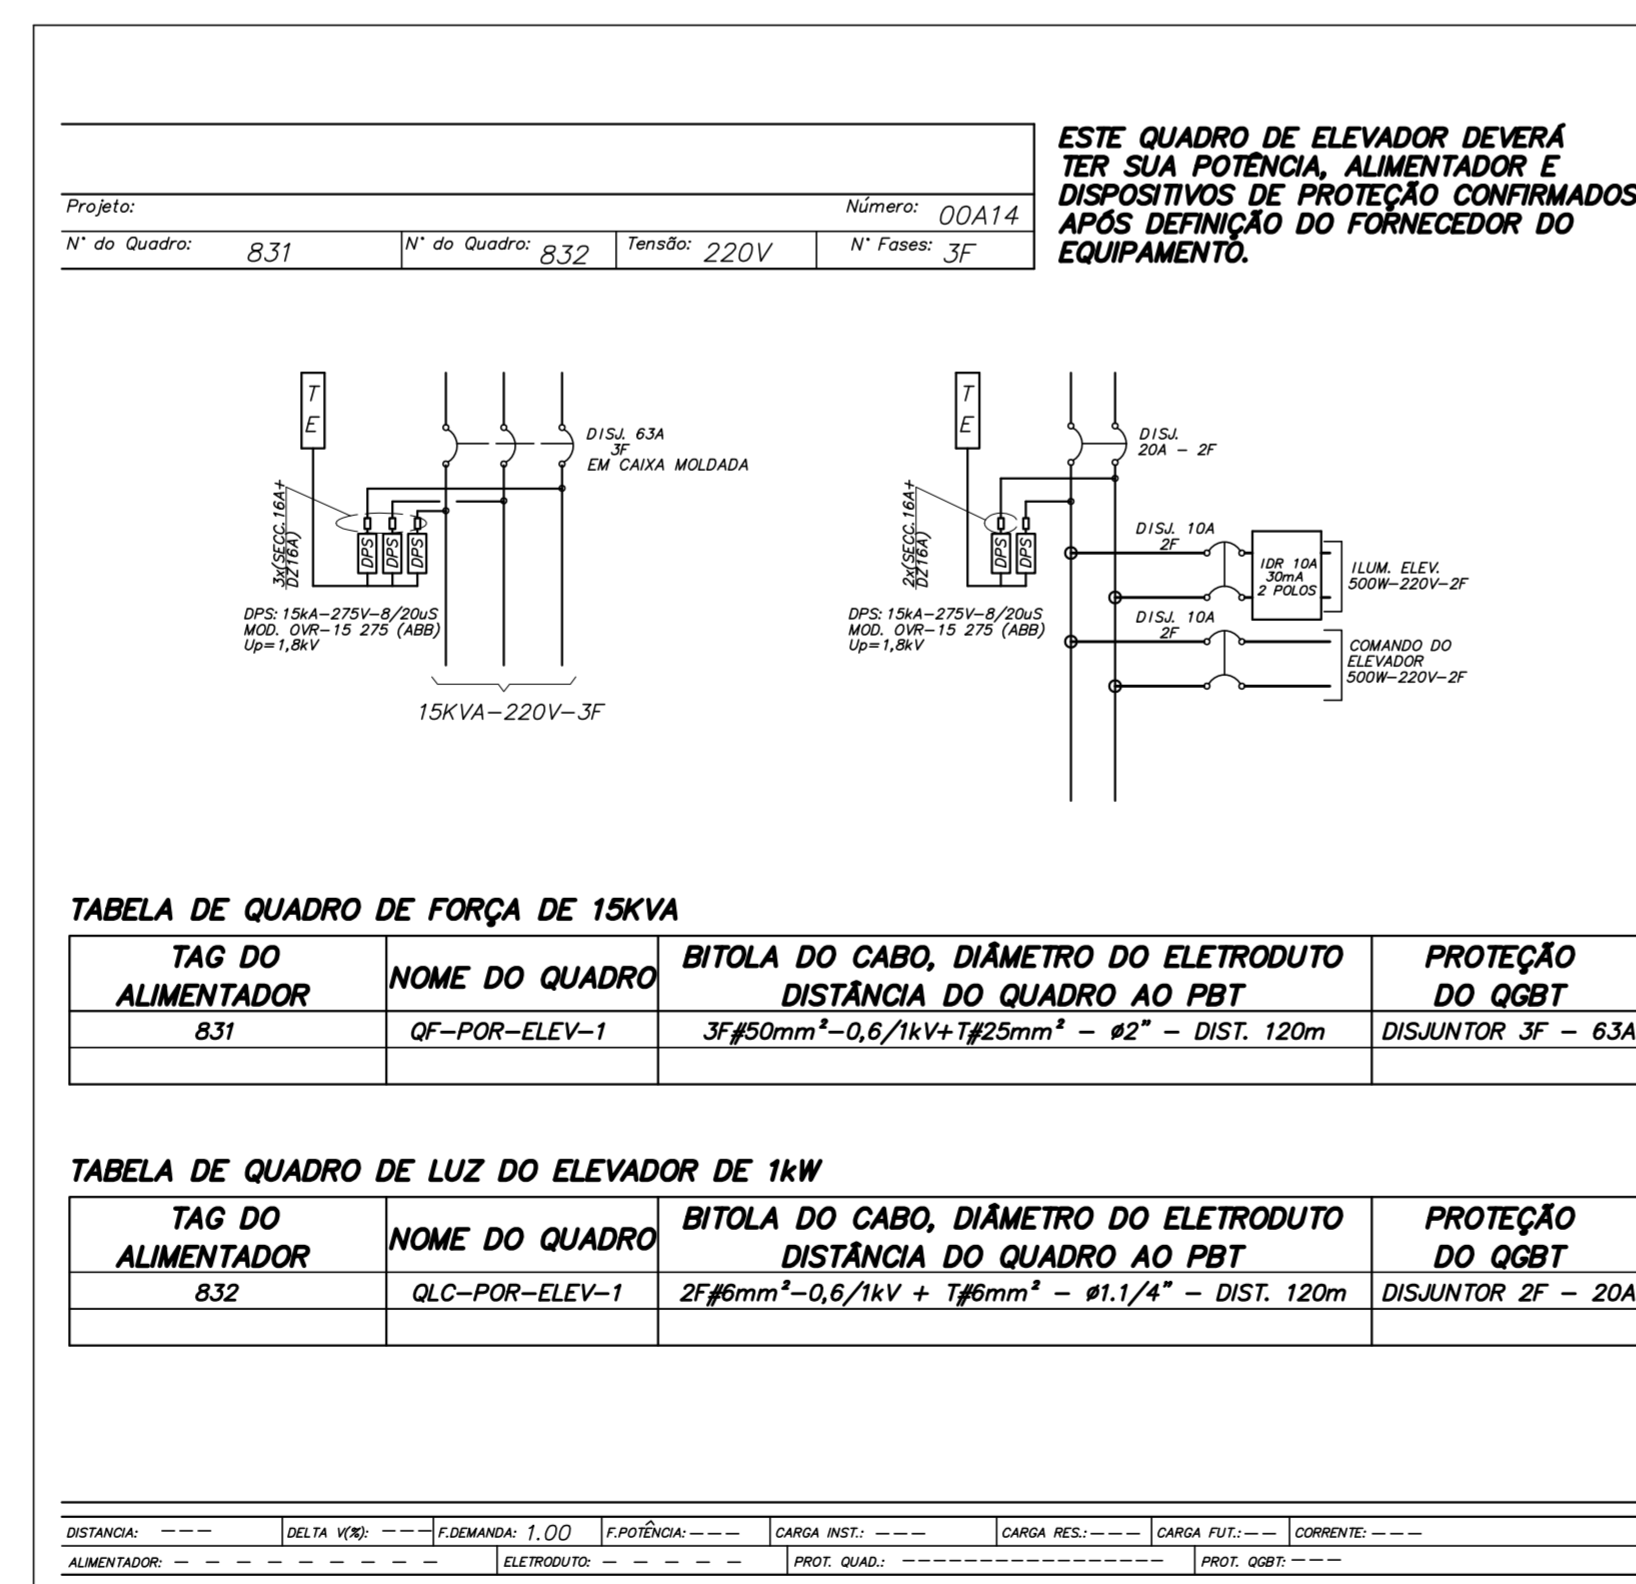 ESTE QUADRO DE ELEVADOR DEVERÁ
TER SUA POTÊNCIA, ALIMENTADOR E
DISPOSITIVOS DE PROTEÇÃO CONFIRMADOS
APÓS DEFINIÇÃO DO FORNECEDOR DO
EQUIPAMENTO.
Projeto: Número: 00A14
N° do Quadro: 831 N° do Quadro: 832 Tensão: 220V N° Fases: 3F
T
E
DISJ. 63A
3F
EM CAIXA MOLDADA
3x(SECC.16A+
DZ16A)
DPS DPS DPS
DPS: 15kA-275V-8/20uS
MOD. OVR-15 275 (ABB)
Up=1,8kV
15KVA-220V-3F
T
E
DISJ.
20A - 2F
2x(SECC.16A+
DZ16A)
DPS DPS
DPS: 15kA-275V-8/20uS
MOD. OVR-15 275 (ABB)
Up=1,8kV
DISJ. 10A
2F
IDR 10A
30mA
2 POLOS
ILUM. ELEV.
500W-220V-2F
DISJ. 10A
2F
COMANDO DO
ELEVADOR
500W-220V-2F
TABELA DE QUADRO DE FORÇA DE 15KVA
TAG DO
ALIMENTADOR
NOME DO QUADRO
BITOLA DO CABO, DIÂMETRO DO ELETRODUTO
DISTÂNCIA DO QUADRO AO PBT
PROTEÇÃO
DO QGBT
831 QF-POR-ELEV-1 3F#50mm²-0,6/1kV+T#25mm² - ø2" - DIST. 120m DISJUNTOR 3F - 63A
TABELA DE QUADRO DE LUZ DO ELEVADOR DE 1kW
TAG DO
ALIMENTADOR
NOME DO QUADRO
BITOLA DO CABO, DIÂMETRO DO ELETRODUTO
DISTÂNCIA DO QUADRO AO PBT
PROTEÇÃO
DO QGBT
832 QLC-POR-ELEV-1 2F#6mm²-0,6/1kV + T#6mm² - ø1.1/4" - DIST. 120m DISJUNTOR 2F - 20A
DISTANCIA: --- DELTA V(%): --- F.DEMANDA: 1.00 F.POTÊNCIA: --- CARGA INST.: --- CARGA RES.: --- CARGA FUT.: -- CORRENTE: ---
ALIMENTADOR: - - - - - - - - - ELETRODUTO: - - - - - PROT. QUAD.: ----------------- PROT. QGBT: ---